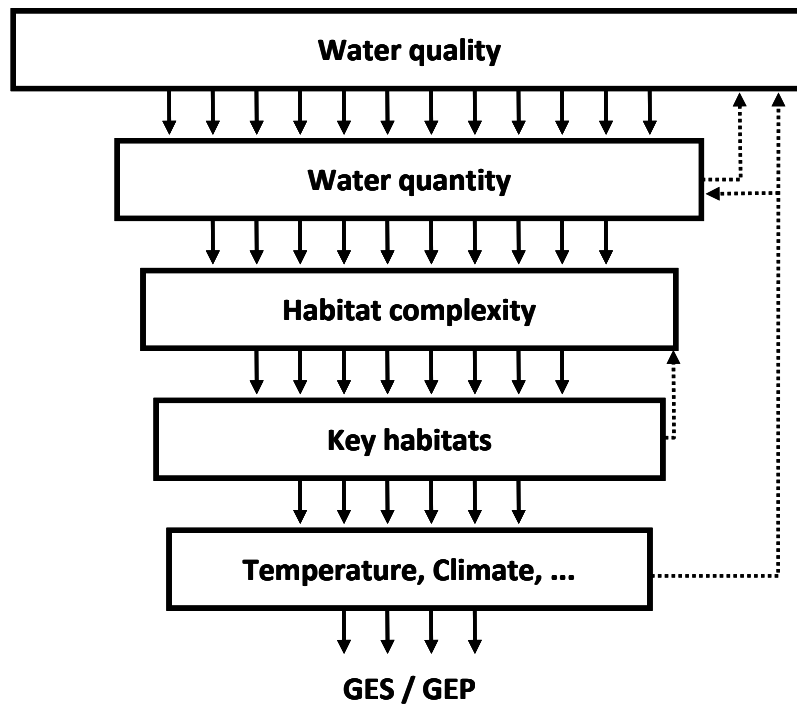 Water quality
Water quantity
Habitat complexity
Key habitats
Temperature, Climate, ...
GES / GEP